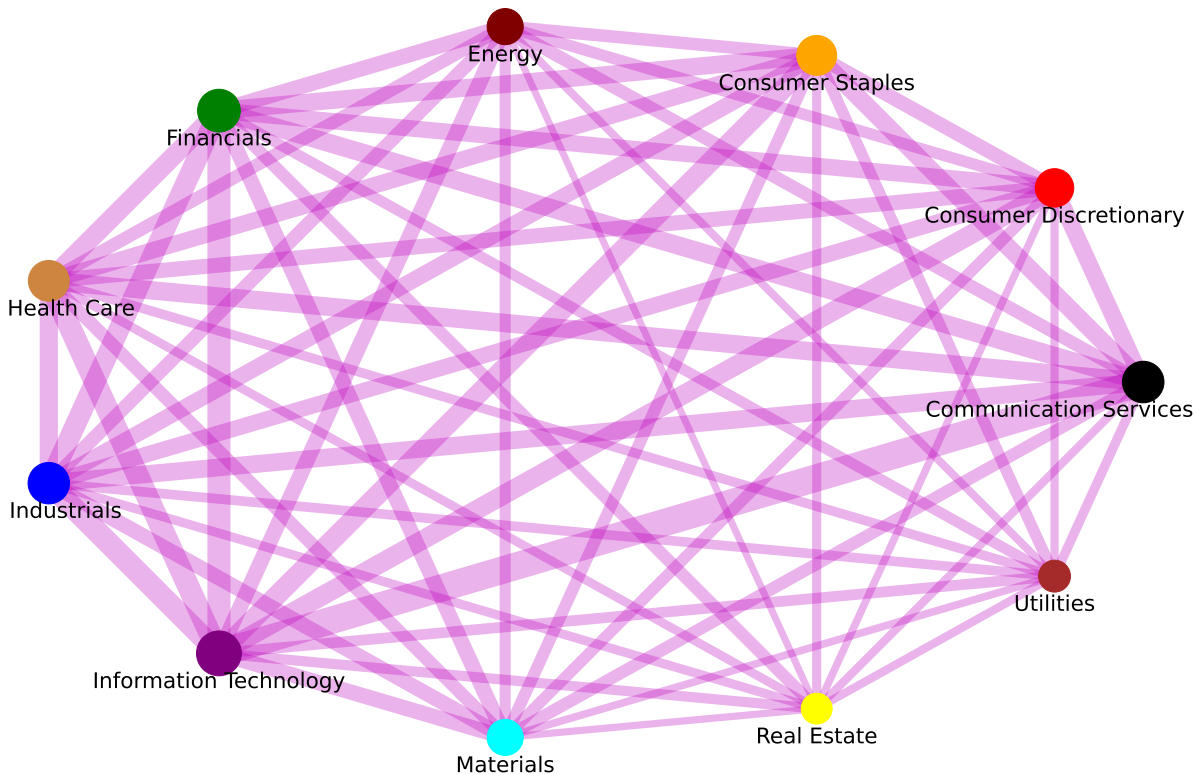 Energy
Consumer Staples
Financials
Consumer Discretionary
Health Care
Communication Services
Industrials
Utilities
Information Technology
Real Estate
Materials